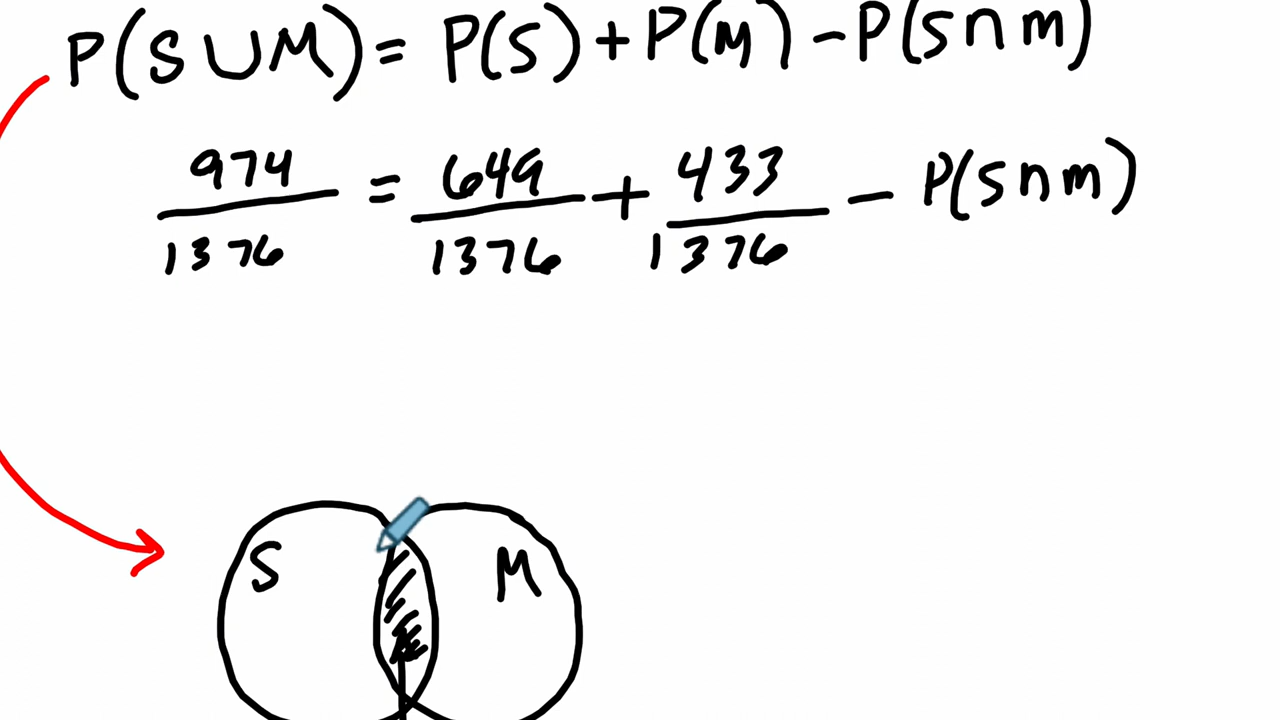 P(S∪M) = P(S) + P(M) - P(S∩M)
974/1376 = 649/1376 + 433/1376 - P(S∩M)
S M